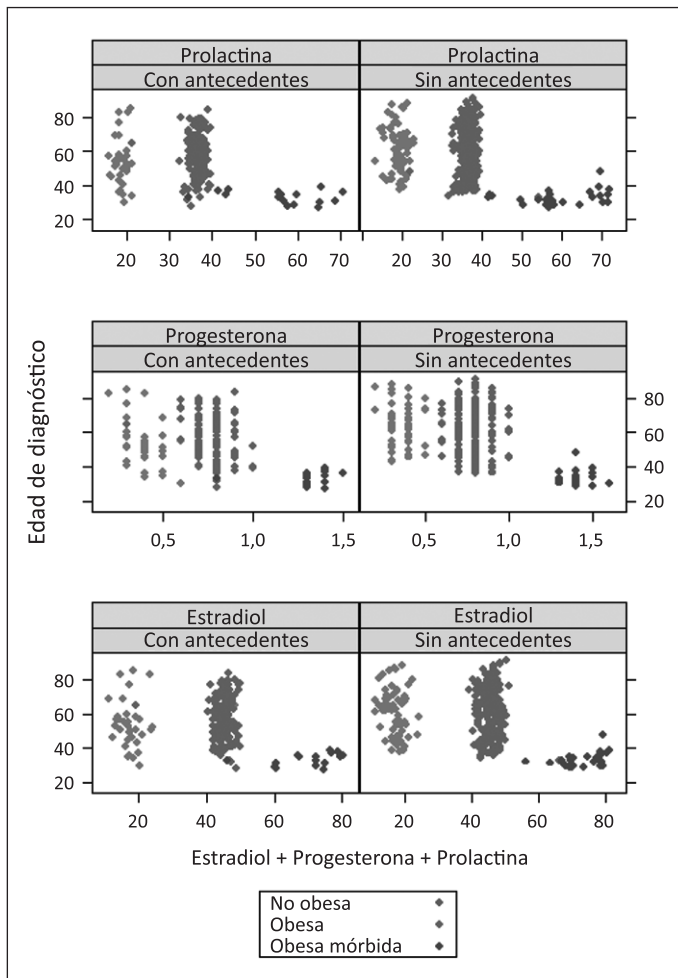 Prolactina Prolactina
Con antecedentes Sin antecedentes
80
60
40
20
20 30 40 50 60 70 20 30 40 50 60 70
Edad de diagnóstico
Progesterona Progesterona
Con antecedentes Sin antecedentes
80
60
40
20
0,5 1,0 1,5 0,5 1,0 1,5
Estradiol Estradiol
Con antecedentes Sin antecedentes
80
60
40
20
20 40 60 80 20 40 60 80
Estradiol + Progesterona + Prolactina
No obesa
Obesa
Obesa mórbida